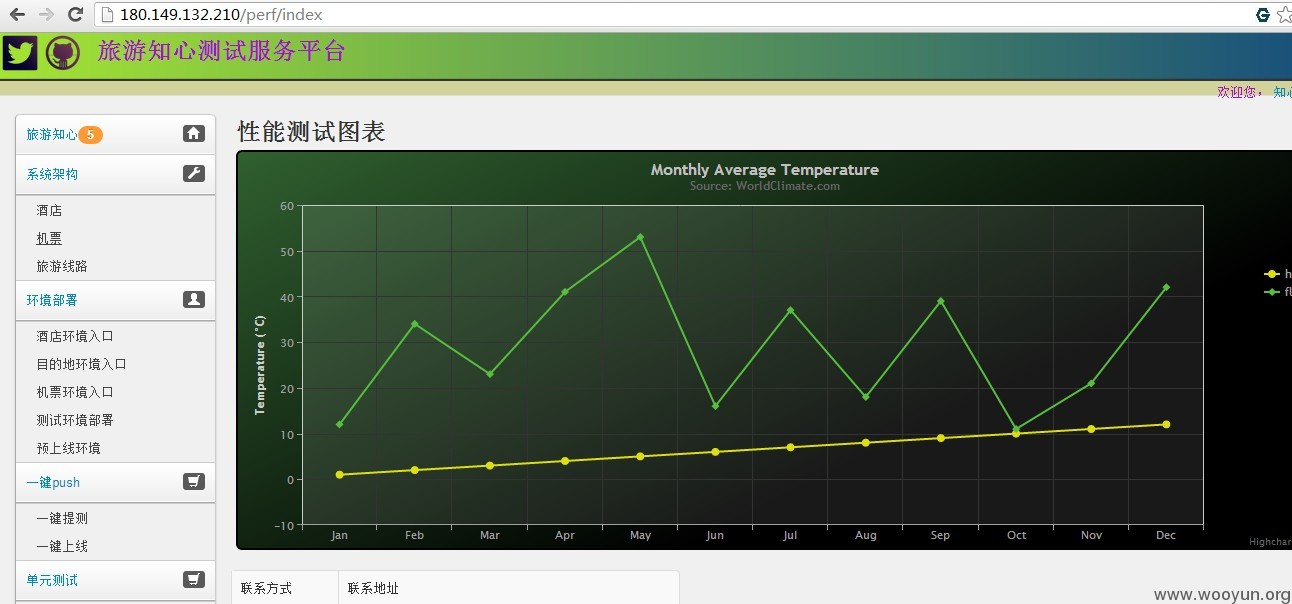 180.149.132.210/perf/index
旅游知心测试服务平台
欢迎您， 知心
旅游知心 5
系统架构
酒店
机票
旅游线路
环境部署
酒店环境入口
目的地环境入口
机票环境入口
测试环境部署
预上线环境
一键push
一键提测
一键上线
单元测试
性能测试图表
Monthly Average Temperature
Source: WorldClimate.com
Temperature (°C)
60
50
40
30
20
10
0
-10
Jan Feb Mar Apr May Jun Jul Aug Sep Oct Nov Dec
h
fl
Highchar
联系方式 联系地址
www.wooyun.org